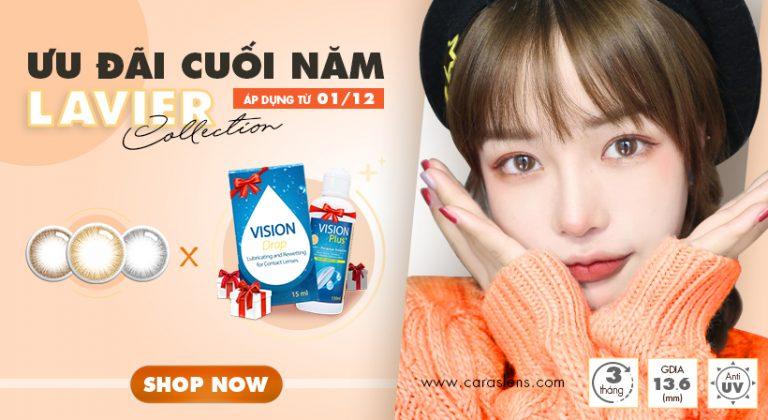 ƯU ĐÃI CUỐI NĂM
LAVIER
ÁP DỤNG TỪ 01/12
Collection
VISION
Drop
Lubricating and Rewetting
for Contact Lenses
15 ml
VISION
Plus
x
SHOP NOW
www.caraslens.com
3
tháng
GDIA
13.6
(mm)
Anti
UV